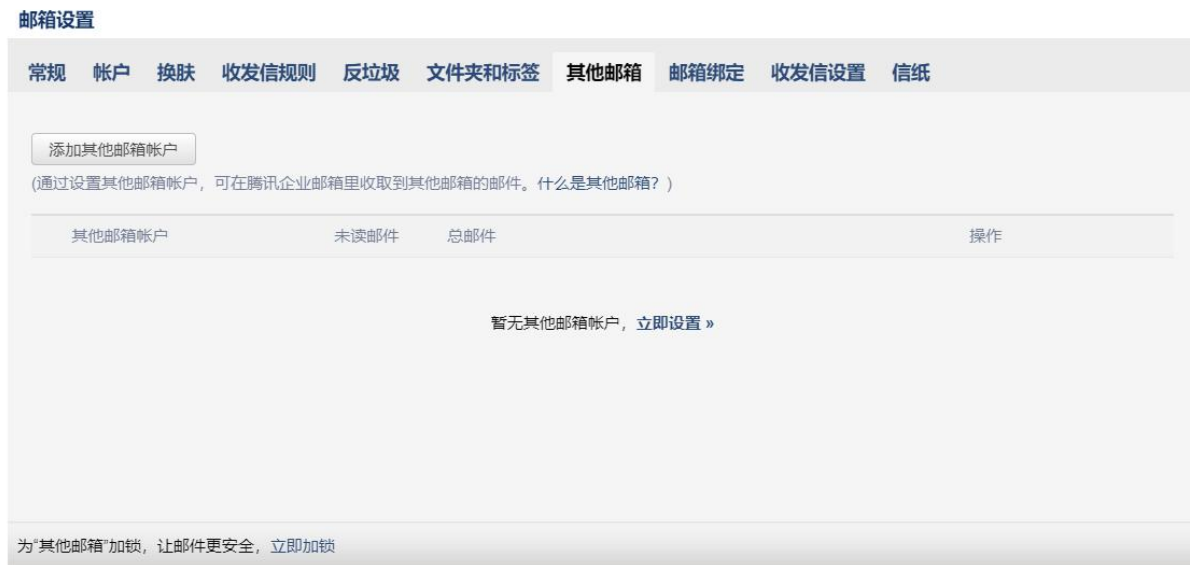 邮箱设置
常规 帐户 换肤 收发信规则 反垃圾 文件夹和标签 其他邮箱 邮箱绑定 收发信设置 信纸
添加其他邮箱帐户
(通过设置其他邮箱帐户，可在腾讯企业邮箱里收取到其他邮箱的邮件。什么是其他邮箱？)
其他邮箱帐户 未读邮件 总邮件 操作
暂无其他邮箱帐户，立即设置 »
为“其他邮箱”加锁，让邮件更安全，立即加锁